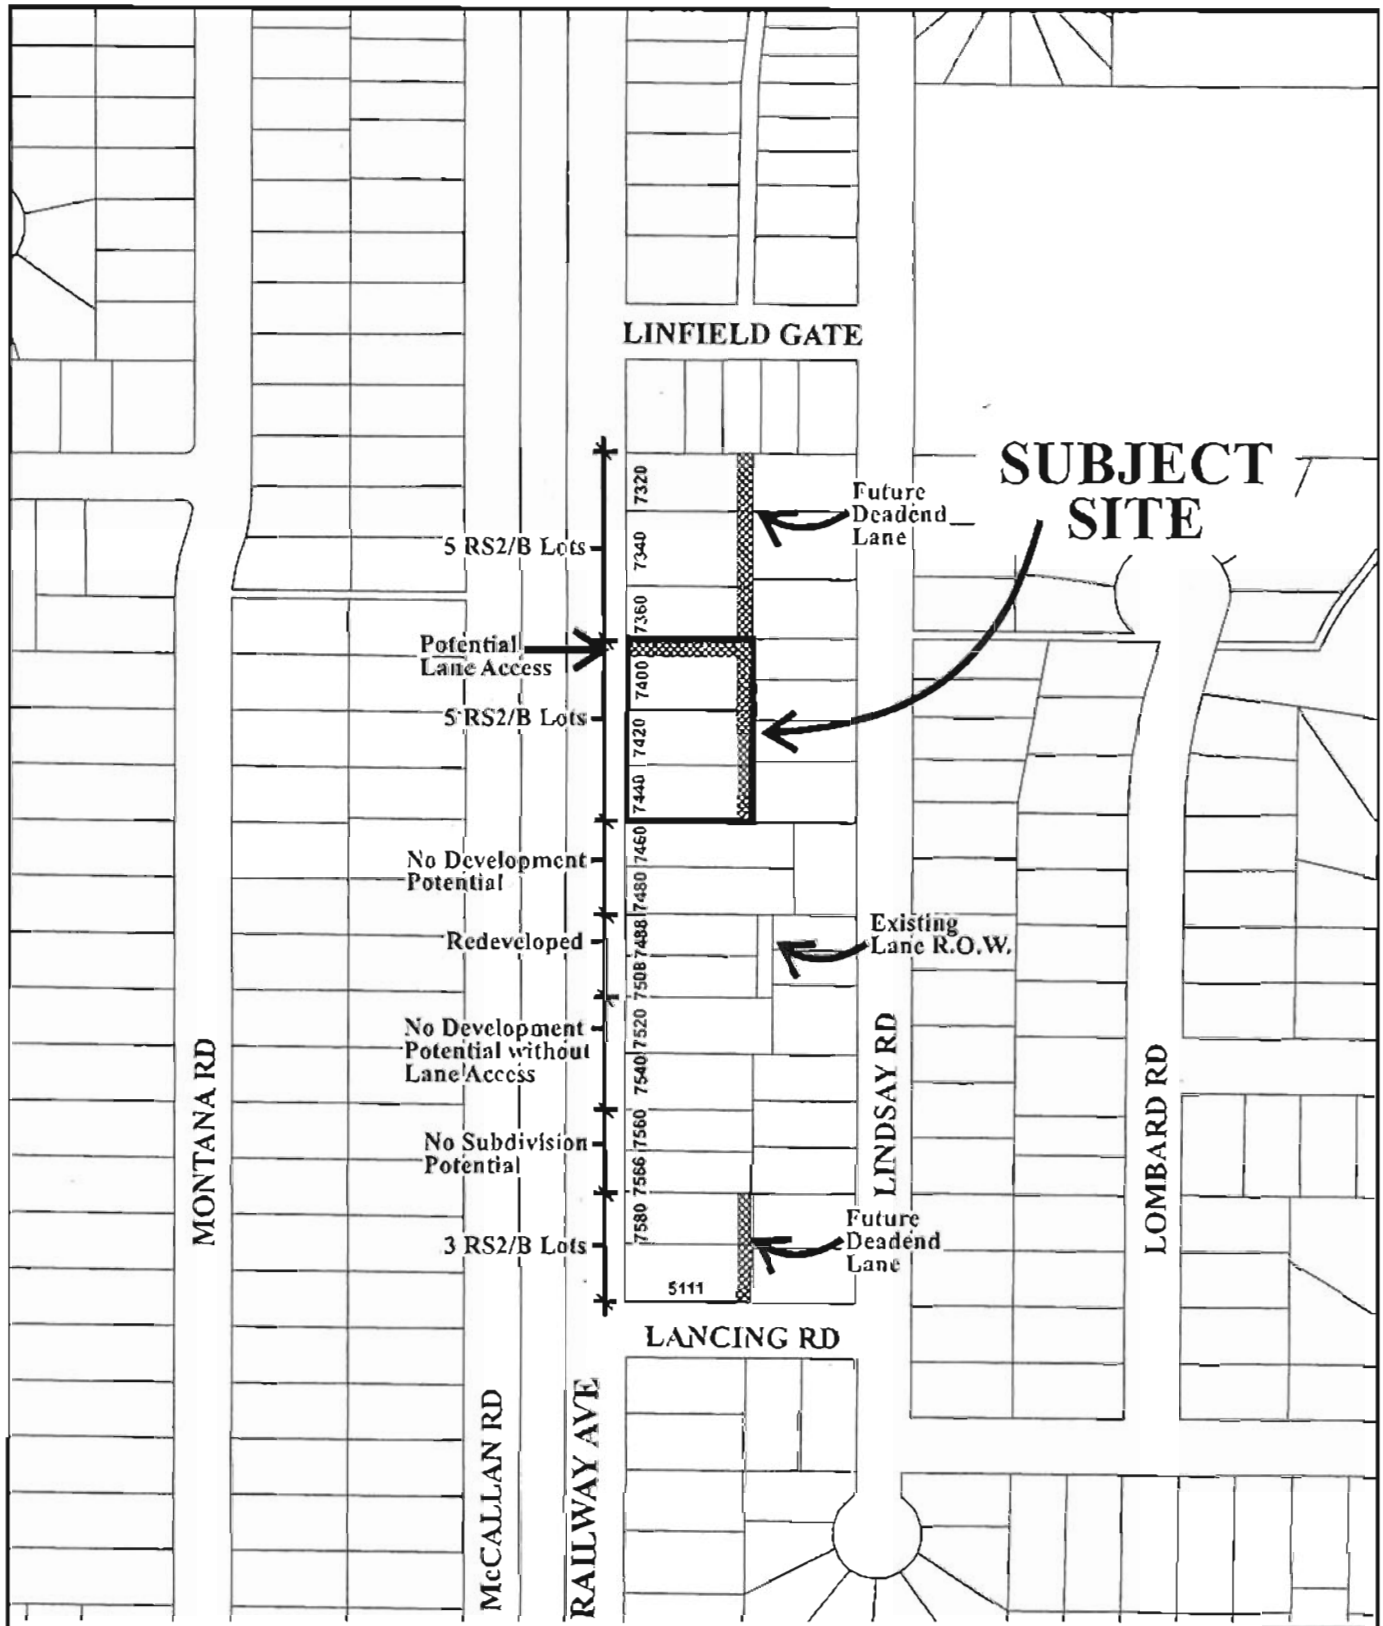 LINFIELD GATE
SUBJECT
SITE
7320
Future
Deadend
Lane
5 RS2/B Lots
7340
7360
Potential
Lane Access
7400
5 RS2/B Lots
7420
7440
No Development
Potential
7460
7480
Redeveloped
7488
7508
Existing
Lane R.O.W.
No Development
Potential without
Lane Access
7520
7540
No Subdivision
Potential
7560
7566
3 RS2/B Lots
7580
Future
Deadend
Lane
5111
LANCING RD
MONTANA RD
McCALLAN RD
RAILWAY AVE
LINDSAY RD
LOMBARD RD